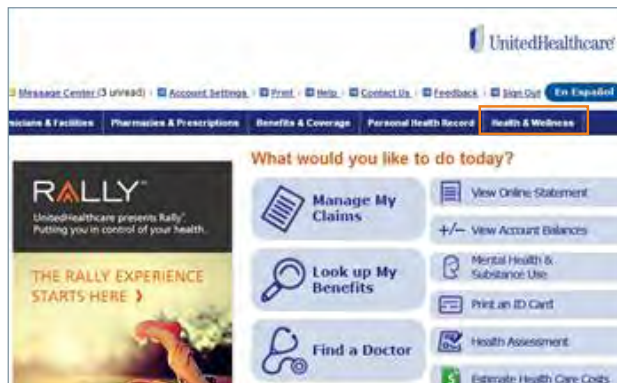 UnitedHealthcare
Message Center (3 unread) Account Settings Print Help Contact Us Feedback Sign Out En Español
sicians & Facilities Pharmacies & Prescriptions Benefits & Coverage Personal Health Record Health & Wellness
What would you like to do today?
RALLY™
UnitedHealthcare presents Rally™.
Putting you in control of your health.
THE RALLY EXPERIENCE
STARTS HERE
Manage My
Claims
Look up My
Benefits
Find a Doctor
View Online Statement
+/- View Account Balances
Mental Health &
Substance Use
Print an ID Card
Health Assessment
Estimate Health Care Costs